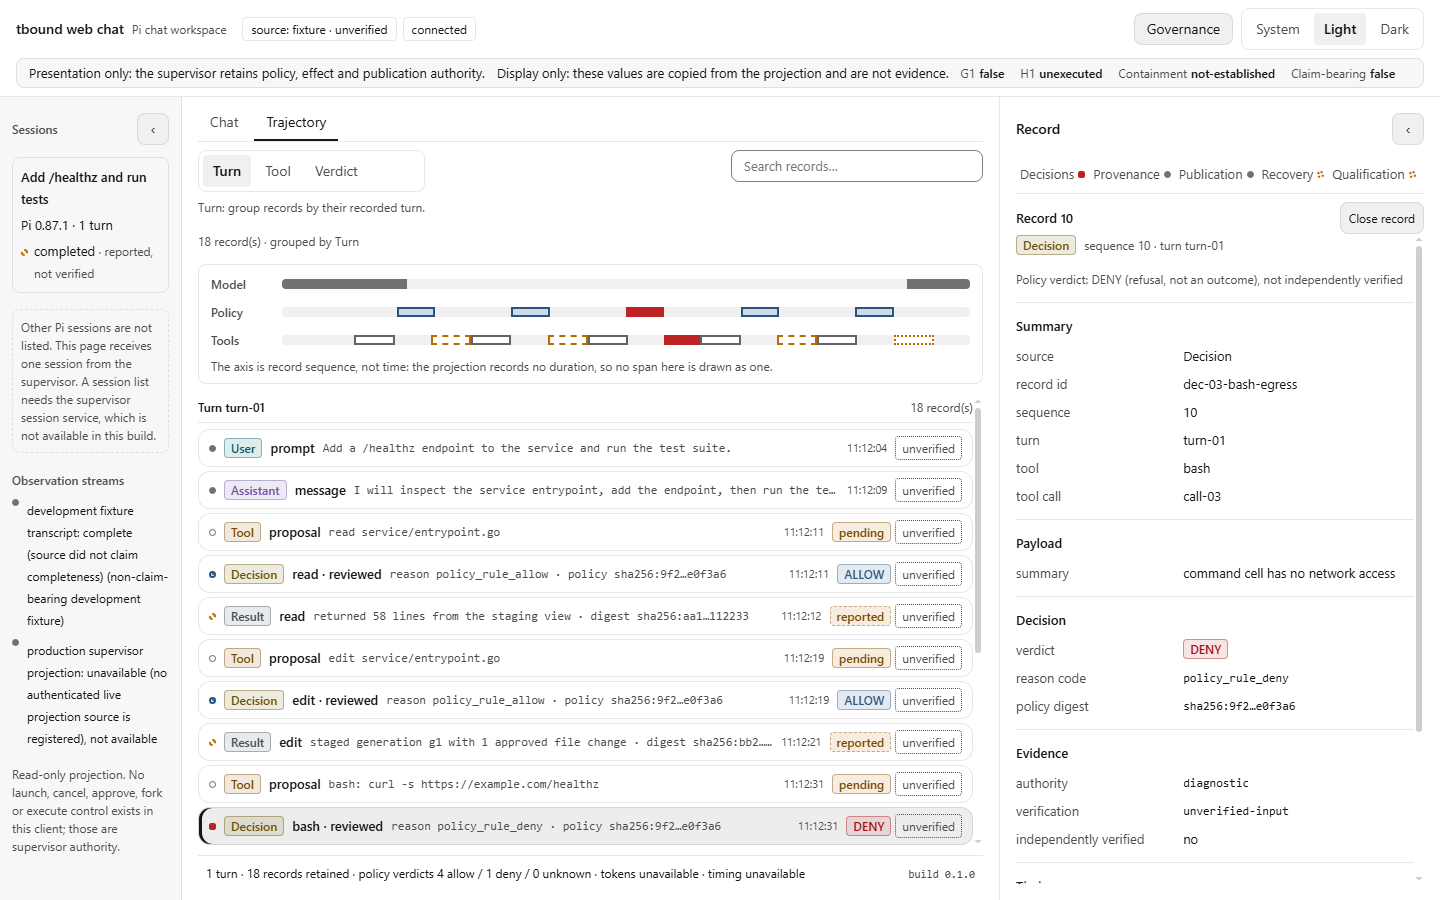 tbound web chat Pi chat workspace source: fixture · unverified connected Governance System Light Dark
Presentation only: the supervisor retains policy, effect and publication authority. Display only: these values are copied from the projection and are not evidence. G1 false H1 unexecuted Containment not-established Claim-bearing false
Sessions ‹
Add /healthz and run
tests
Pi 0.87.1 · 1 turn
completed · reported,
not verified
Other Pi sessions are not
listed. This page receives
one session from the
supervisor. A session list
needs the supervisor
session service, which is
not available in this build.
Observation streams
development fixture
transcript: complete
(source did not claim
completeness) (non-claim-
bearing development
fixture)
production supervisor
projection: unavailable (no
authenticated live
projection source is
registered), not available
Read-only projection. No
launch, cancel, approve, fork
or execute control exists in
this client; those are
supervisor authority.
Chat Trajectory
Turn Tool Verdict
Search records...
Turn: group records by their recorded turn.
18 record(s) · grouped by Turn
Model
Policy
Tools
The axis is record sequence, not time: the projection records no duration, so no span here is drawn as one.
Turn turn-01 18 record(s)
User prompt Add a /healthz endpoint to the service and run the test suite. 11:12:04 unverified
Assistant message I will inspect the service entrypoint, add the endpoint, then run the te… 11:12:09 unverified
Tool proposal read service/entrypoint.go 11:12:11 pending unverified
Decision read · reviewed reason policy_rule_allow · policy sha256:9f2…e0f3a6 11:12:11 ALLOW unverified
Result read returned 58 lines from the staging view · digest sha256:aa1…112233 11:12:12 reported unverified
Tool proposal edit service/entrypoint.go 11:12:19 pending unverified
Decision edit · reviewed reason policy_rule_allow · policy sha256:9f2…e0f3a6 11:12:19 ALLOW unverified
Result edit staged generation g1 with 1 approved file change · digest sha256:bb2…… 11:12:21 reported unverified
Tool proposal bash: curl -s https://example.com/healthz 11:12:31 pending unverified
Decision bash · reviewed reason policy_rule_deny · policy sha256:9f2…e0f3a6 11:12:31 DENY unverified
1 turn · 18 records retained · policy verdicts 4 allow / 1 deny / 0 unknown · tokens unavailable · timing unavailable build 0.1.0
Record ‹
Decisions Provenance Publication Recovery Qualification
Record 10 Close record
Decision sequence 10 · turn turn-01
Policy verdict: DENY (refusal, not an outcome), not independently verified
Summary
source Decision
record id dec-03-bash-egress
sequence 10
turn turn-01
tool bash
tool call call-03
Payload
summary command cell has no network access
Decision
verdict DENY
reason code policy_rule_deny
policy digest sha256:9f2…e0f3a6
Evidence
authority diagnostic
verification unverified-input
independently verified no